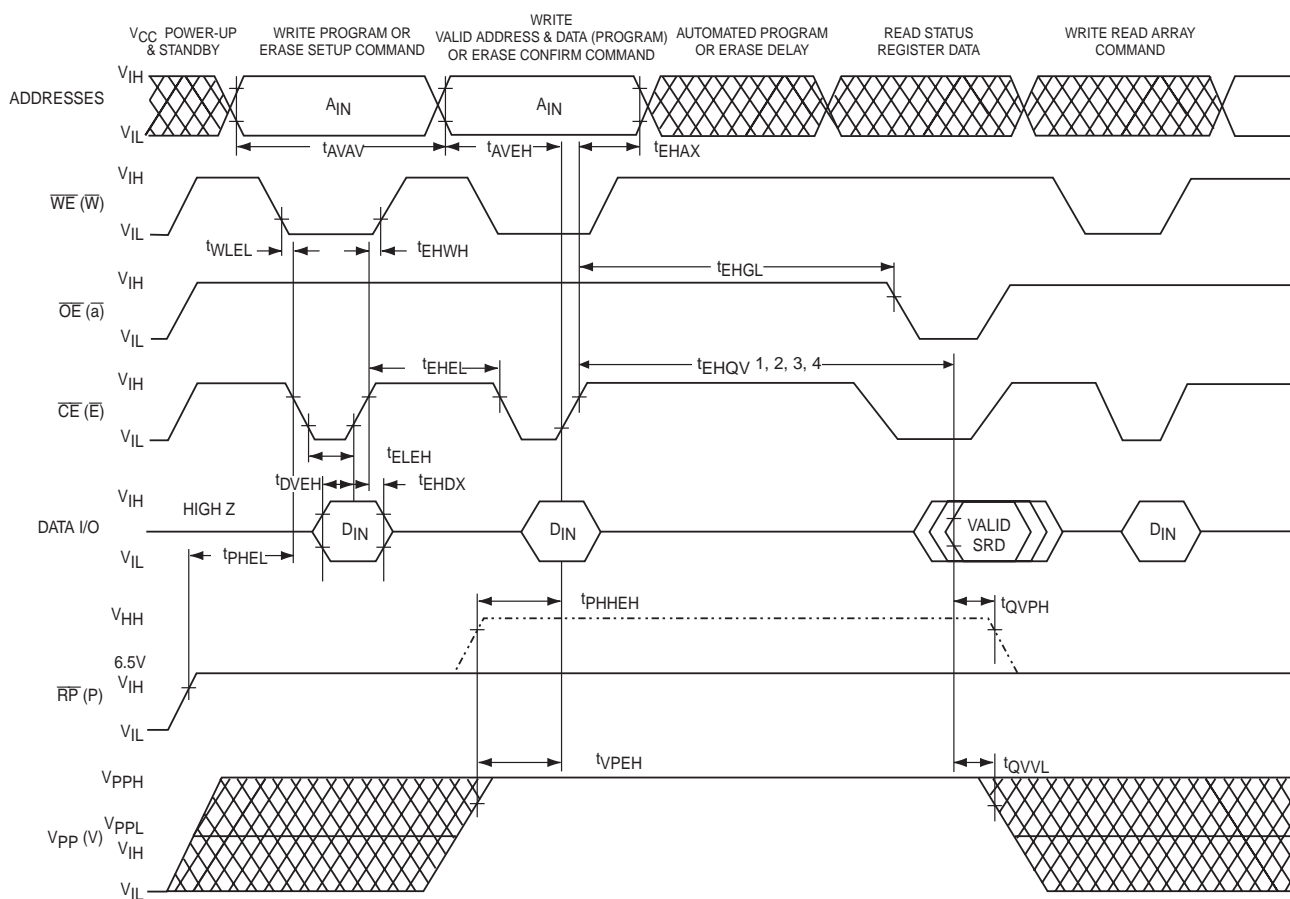 VCC POWER-UP
& STANDBY
WRITE PROGRAM OR
ERASE SETUP COMMAND
WRITE
VALID ADDRESS & DATA (PROGRAM)
OR ERASE CONFIRM COMMAND
AUTOMATED PROGRAM
OR ERASE DELAY
READ STATUS
REGISTER DATA
WRITE READ ARRAY
COMMAND
VIH
ADDRESSES
AIN
AIN
VIL
tAVAV
tAVEH
tEHAX
VIH
WE (W)
VIL
tWLEL
tEHWH
tEHGL
VIH
OE (a)
VIL
tEHEL
tEHQV 1, 2, 3, 4
VIH
CE (E)
VIL
tELEH
tDVEH
tEHDX
VIH
HIGH Z
DATA I/O
DIN
DIN
VALID
SRD
DIN
VIL
tPHEL
tPHHEH
tQVPH
VHH
6.5V
VIH
RP (P)
VIL
tVPEH
tQVVL
VPPH
VPPL
VPP (V)
VIH
VIL